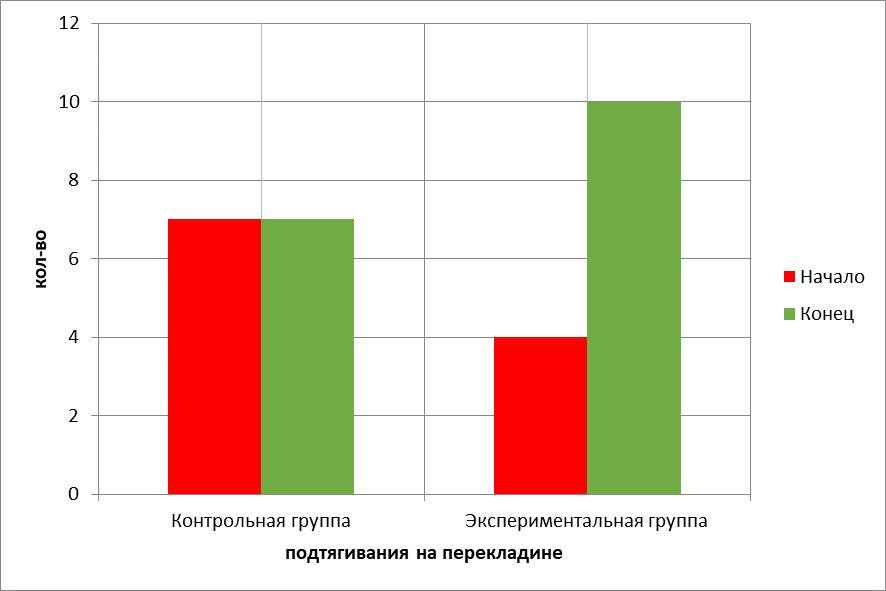 12
10
8
6
4
2
0
кол-во
Контрольная группа
Экспериментальная группа
подтягивания на перекладине
Начало
Конец